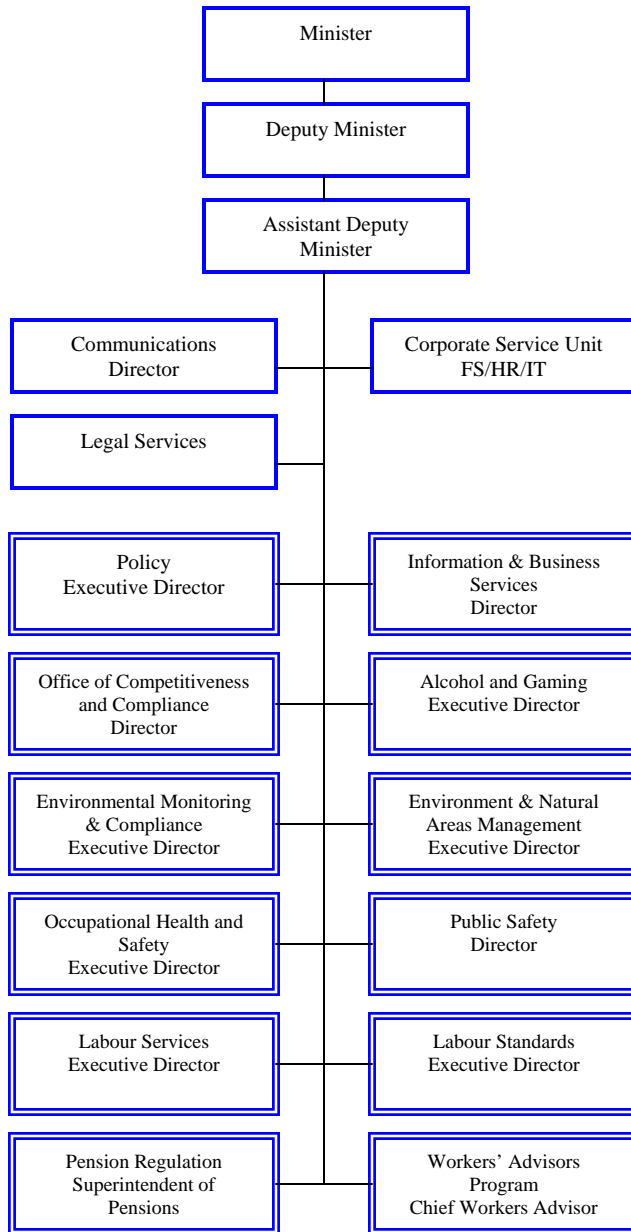 Minister
Deputy Minister
Assistant Deputy
Minister
Communications
Director
Corporate Service Unit
FS/HR/IT
Legal Services
Policy
Executive Director
Information & Business
Services
Director
Office of Competitiveness
and Compliance
Director
Alcohol and Gaming
Executive Director
Environmental Monitoring
& Compliance
Executive Director
Environment & Natural
Areas Management
Executive Director
Occupational Health and
Safety
Executive Director
Public Safety
Director
Labour Services
Executive Director
Labour Standards
Executive Director
Pension Regulation
Superintendent of
Pensions
Workers’ Advisors
Program
Chief Workers Advisor